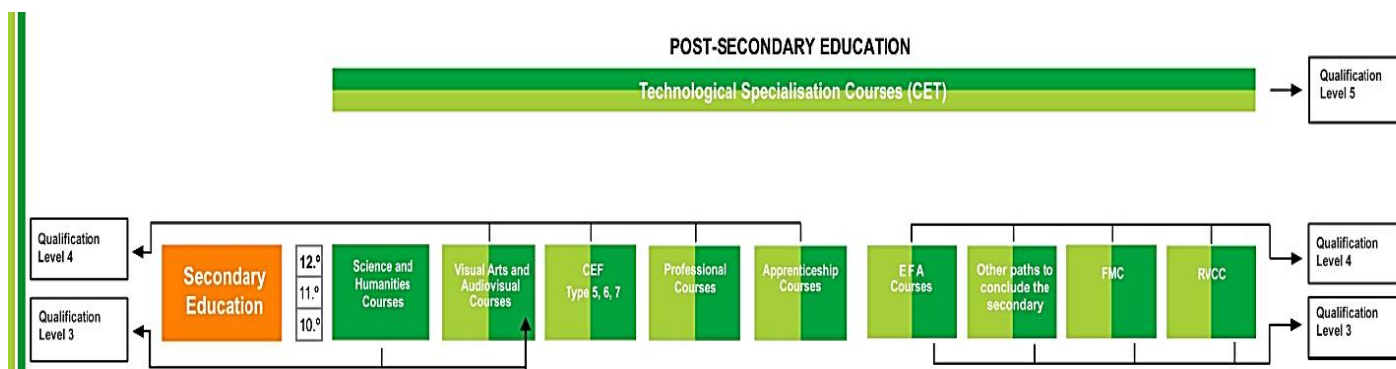 POST-SECONDARY EDUCATION
Technological Specialisation Courses (CET)
Qualification
Level 5
Qualification
Level 4
Qualification
Level 3
Secondary
Education
12.º
11.º
10.º
Science and
Humanities
Courses
Visual Arts and
Audiovisual
Courses
CEF
Type 5, 6, 7
Professional
Courses
Apprenticeship
Courses
EFA
Courses
Other paths to
conclude the
secondary
FMC
RVCC
Qualification
Level 4
Qualification
Level 3